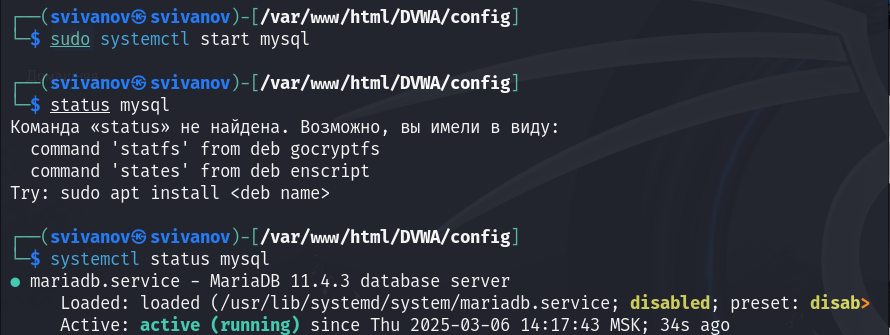 ┌──(svivanov㉿svivanov)-[/var/www/html/DVWA/config]
└─$ sudo systemctl start mysql
┌──(svivanov㉿svivanov)-[/var/www/html/DVWA/config]
└─$ status mysql
Команда «status» не найдена. Возможно, вы имели в виду:
  command 'statfs' from deb gocryptfs
  command 'states' from deb enscript
Try: sudo apt install <deb name>
┌──(svivanov㉿svivanov)-[/var/www/html/DVWA/config]
└─$ systemctl status mysql
● mariadb.service - MariaDB 11.4.3 database server
     Loaded: loaded (/usr/lib/systemd/system/mariadb.service; disabled; preset: disab>
     Active: active (running) since Thu 2025-03-06 14:17:43 MSK; 34s ago